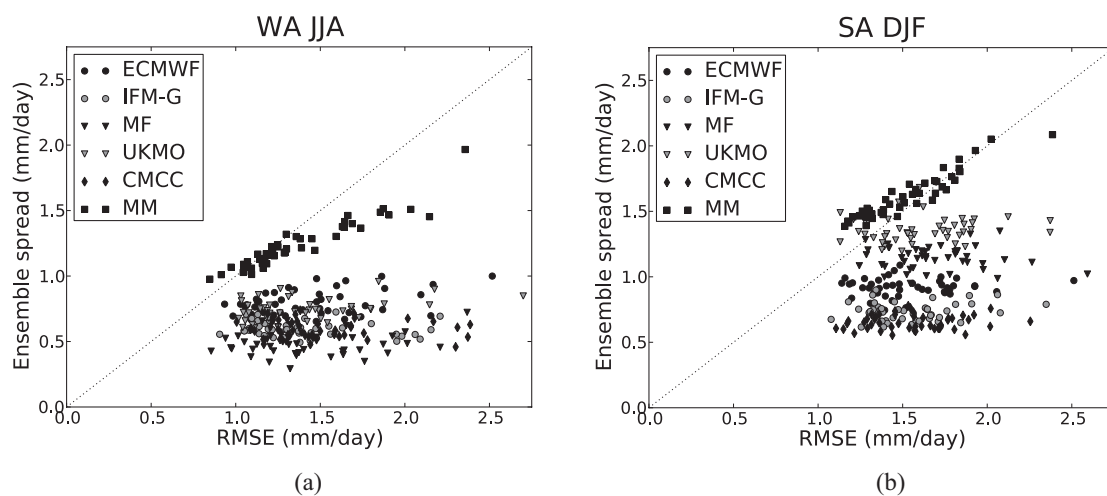 WA JJA
Ensemble spread (mm/day)
2.5
2.0
1.5
1.0
0.5
0.0
ECMWF
IFM-G
MF
UKMO
CMCC
MM
0.0 0.5 1.0 1.5 2.0 2.5
RMSE (mm/day)
(a)
SA DJF
Ensemble spread (mm/day)
2.5
2.0
1.5
1.0
0.5
0.0
ECMWF
IFM-G
MF
UKMO
CMCC
MM
0.0 0.5 1.0 1.5 2.0 2.5
RMSE (mm/day)
(b)